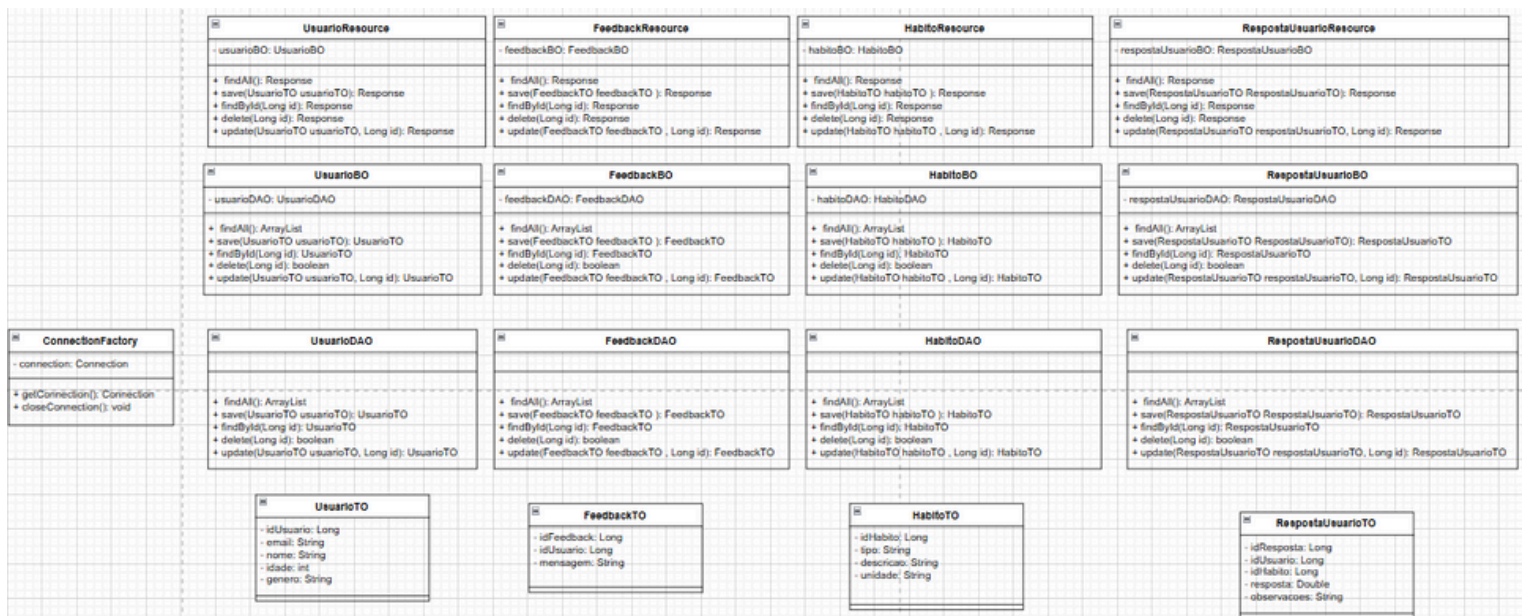 UsuarioResource
- usuarioBO: UsuarioBO
+ findAll(): Response
+ save(UsuarioTO usuarioTO): Response
+ findById(Long id): Response
+ delete(Long id): Response
+ update(UsuarioTO usuarioTO, Long id): Response
FeedbackResource
- feedbackBO: FeedbackBO
+ findAll(): Response
+ save(FeedbackTO feedbackTO ): Response
+ findById(Long id): Response
+ delete(Long id): Response
+ update(FeedbackTO feedbackTO , Long id): Response
HabitoResource
- habitoBO: HabitoBO
+ findAll(): Response
+ save(HabitoTO habitoTO ): Response
+ findById(Long id): Response
+ delete(Long id): Response
+ update(HabitoTO habitoTO , Long id): Response
RespostaUsuarioResource
- respostaUsuarioBO: RespostaUsuarioBO
+ findAll(): Response
+ save(RespostaUsuarioTO RespostaUsuarioTO): Response
+ findById(Long id): Response
+ delete(Long id): Response
+ update(RespostaUsuarioTO respostaUsuarioTO, Long id): Response
UsuarioBO
- usuarioDAO: UsuarioDAO
+ findAll(): ArrayList
+ save(UsuarioTO usuarioTO): UsuarioTO
+ findById(Long id): UsuarioTO
+ delete(Long id): boolean
+ update(UsuarioTO usuarioTO, Long id): UsuarioTO
FeedbackBO
- feedbackDAO: FeedbackDAO
+ findAll(): ArrayList
+ save(FeedbackTO feedbackTO ): FeedbackTO
+ findById(Long id): FeedbackTO
+ delete(Long id): boolean
+ update(FeedbackTO feedbackTO , Long id): FeedbackTO
HabitoBO
- habitoDAO: HabitoDAO
+ findAll(): ArrayList
+ save(HabitoTO habitoTO ): HabitoTO
+ findById(Long id): HabitoTO
+ delete(Long id): boolean
+ update(HabitoTO habitoTO , Long id): HabitoTO
RespostaUsuarioBO
- respostaUsuarioDAO: RespostaUsuarioDAO
+ findAll(): ArrayList
+ save(RespostaUsuarioTO RespostaUsuarioTO): RespostaUsuarioTO
+ findById(Long id): RespostaUsuarioTO
+ delete(Long id): boolean
+ update(RespostaUsuarioTO respostaUsuarioTO, Long id): RespostaUsuarioTO
ConnectionFactory
- connection: Connection
+ getConnection(): Connection
+ closeConnection(): void
UsuarioDAO
+ findAll(): ArrayList
+ save(UsuarioTO usuarioTO): UsuarioTO
+ findById(Long id): UsuarioTO
+ delete(Long id): boolean
+ update(UsuarioTO usuarioTO, Long id): UsuarioTO
FeedbackDAO
+ findAll(): ArrayList
+ save(FeedbackTO feedbackTO ): FeedbackTO
+ findById(Long id): FeedbackTO
+ delete(Long id): boolean
+ update(FeedbackTO feedbackTO , Long id): FeedbackTO
HabitoDAO
+ findAll(): ArrayList
+ save(HabitoTO habitoTO ): HabitoTO
+ findById(Long id): HabitoTO
+ delete(Long id): boolean
+ update(HabitoTO habitoTO , Long id): HabitoTO
RespostaUsuarioDAO
+ findAll(): ArrayList
+ save(RespostaUsuarioTO RespostaUsuarioTO): RespostaUsuarioTO
+ findById(Long id): RespostaUsuarioTO
+ delete(Long id): boolean
+ update(RespostaUsuarioTO respostaUsuarioTO, Long id): RespostaUsuarioTO
UsuarioTO
- idUsuario: Long
- email: String
- nome: String
- idade: int
- genero: String
FeedbackTO
- idFeedback: Long
- idUsuario: Long
- mensagem: String
HabitoTO
- idHabito: Long
- tipo: String
- descricao: String
- unidade: String
RespostaUsuarioTO
- idResposta: Long
- idUsuario: Long
- idHabito: Long
- resposta: Double
- observacoes: String